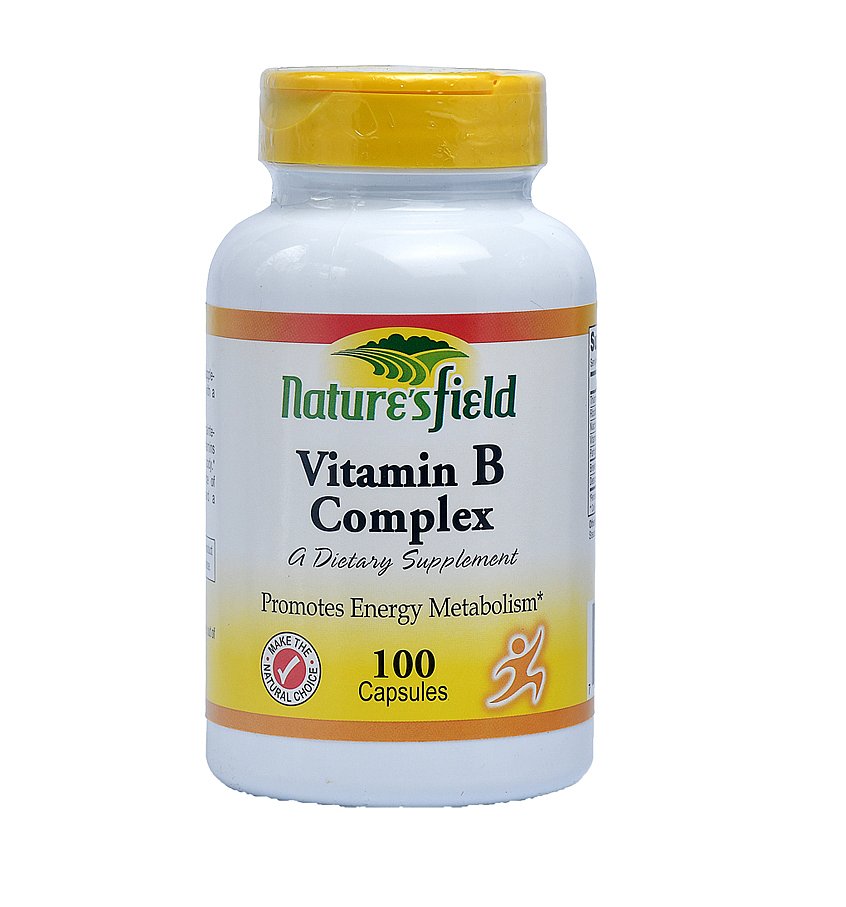 Nature'sfield
Vitamin B
Complex
A Dietary Supplement
Promotes Energy Metabolism*
MAKE THE
NATURAL CHOICE
100
Capsules